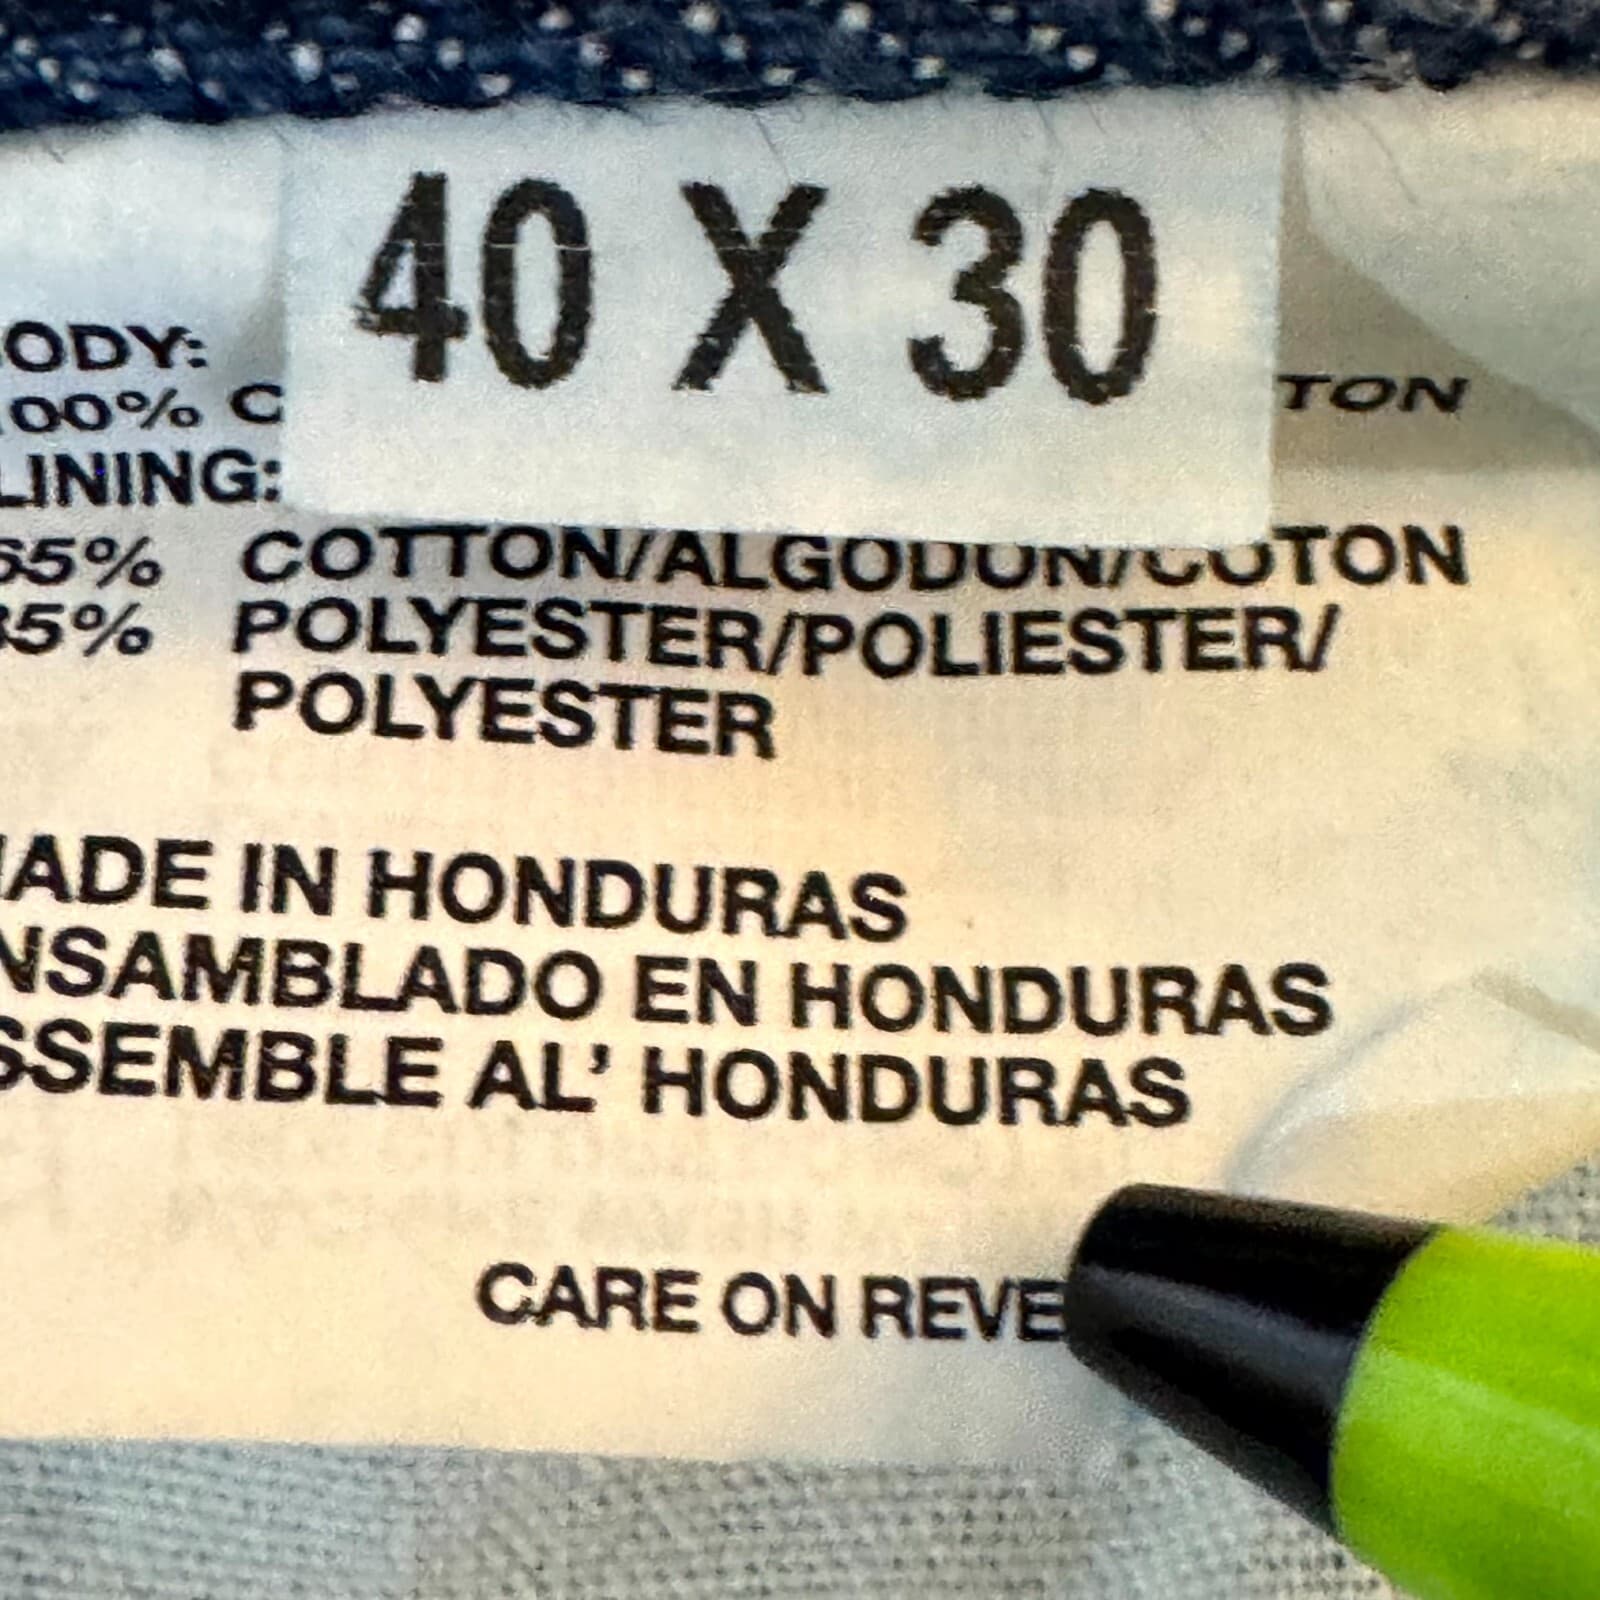 40 X 30
ODY:
00% C TON
LINING:
65% COTTON/ALGODON/COTON
35% POLYESTER/POLIESTER/
POLYESTER
ADE IN HONDURAS
NSAMBLADO EN HONDURAS
SSEMBLE AL' HONDURAS
CARE ON REVE